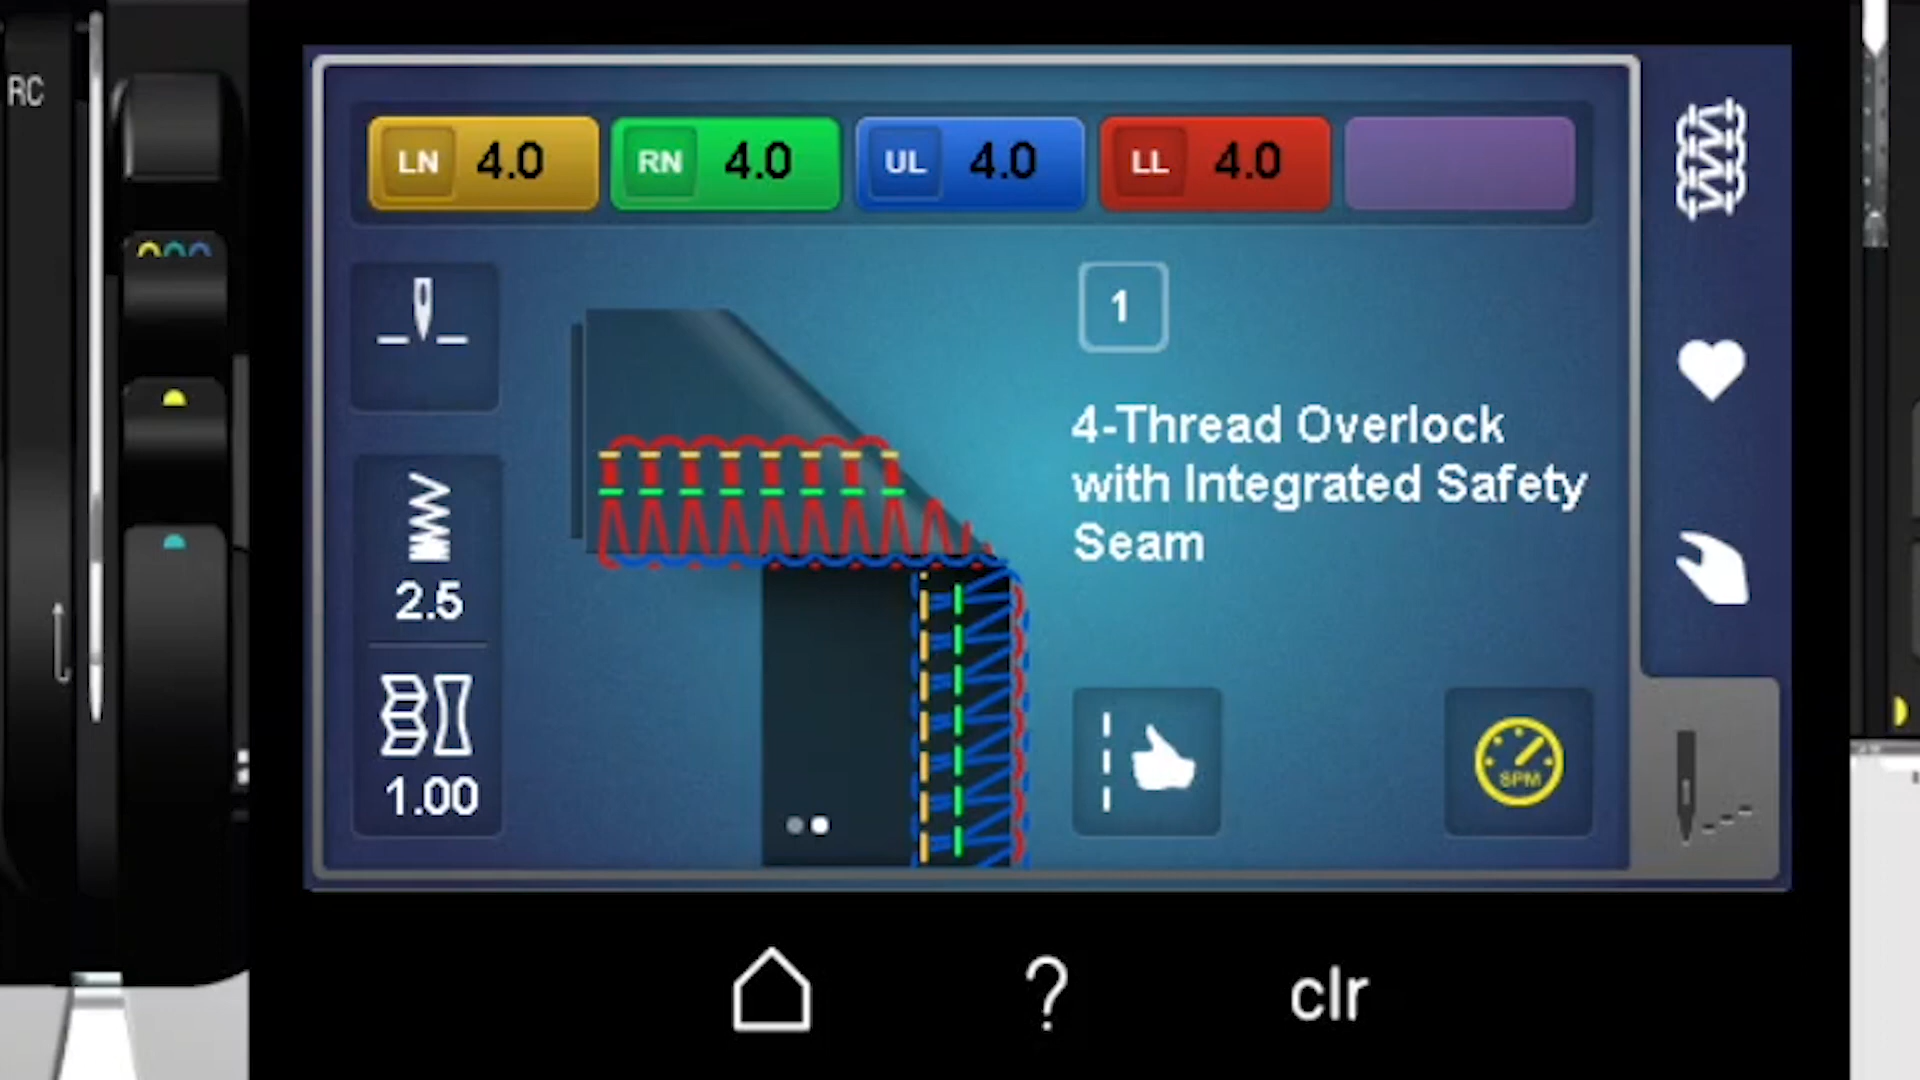 RC
LN 4.0 RN 4.0 UL 4.0 LL 4.0
1
4-Thread Overlock
with Integrated Safety
Seam
2.5
1.00
SPM
? clr